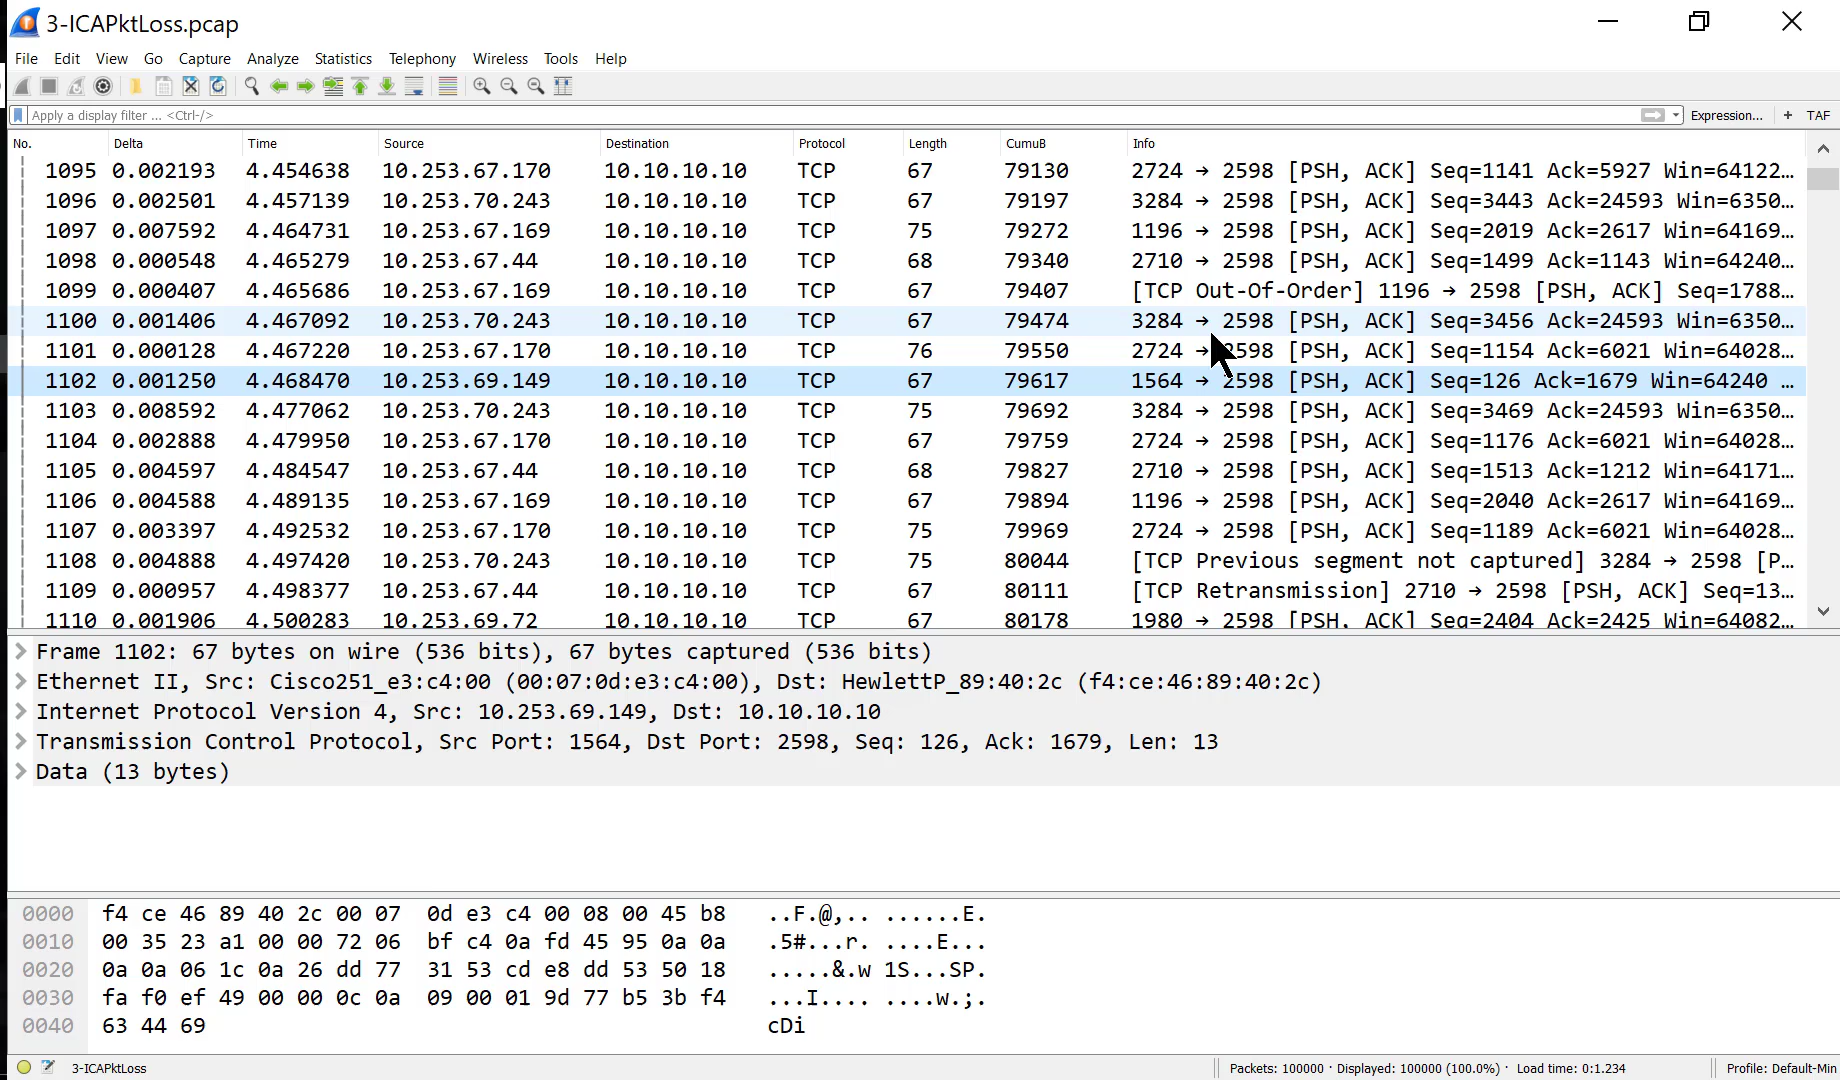 3-ICAPktLoss.pcap
File Edit View Go Capture Analyze Statistics Telephony Wireless Tools Help
Apply a display filter ... <Ctrl-/> Expression... + TAF
No. Delta Time Source Destination Protocol Length CumuB Info
1095 0.002193 4.454638 10.253.67.170 10.10.10.10 TCP 67 79130 2724 → 2598 [PSH, ACK] Seq=1141 Ack=5927 Win=64122…
1096 0.002501 4.457139 10.253.70.243 10.10.10.10 TCP 67 79197 3284 → 2598 [PSH, ACK] Seq=3443 Ack=24593 Win=6350…
1097 0.007592 4.464731 10.253.67.169 10.10.10.10 TCP 75 79272 1196 → 2598 [PSH, ACK] Seq=2019 Ack=2617 Win=64169…
1098 0.000548 4.465279 10.253.67.44 10.10.10.10 TCP 68 79340 2710 → 2598 [PSH, ACK] Seq=1499 Ack=1143 Win=64240…
1099 0.000407 4.465686 10.253.67.169 10.10.10.10 TCP 67 79407 [TCP Out-Of-Order] 1196 → 2598 [PSH, ACK] Seq=1788…
1100 0.001406 4.467092 10.253.70.243 10.10.10.10 TCP 67 79474 3284 → 2598 [PSH, ACK] Seq=3456 Ack=24593 Win=6350…
1101 0.000128 4.467220 10.253.67.170 10.10.10.10 TCP 76 79550 2724 → 2598 [PSH, ACK] Seq=1154 Ack=6021 Win=64028…
1102 0.001250 4.468470 10.253.69.149 10.10.10.10 TCP 67 79617 1564 → 2598 [PSH, ACK] Seq=126 Ack=1679 Win=64240 …
1103 0.008592 4.477062 10.253.70.243 10.10.10.10 TCP 75 79692 3284 → 2598 [PSH, ACK] Seq=3469 Ack=24593 Win=6350…
1104 0.002888 4.479950 10.253.67.170 10.10.10.10 TCP 67 79759 2724 → 2598 [PSH, ACK] Seq=1176 Ack=6021 Win=64028…
1105 0.004597 4.484547 10.253.67.44 10.10.10.10 TCP 68 79827 2710 → 2598 [PSH, ACK] Seq=1513 Ack=1212 Win=64171…
1106 0.004588 4.489135 10.253.67.169 10.10.10.10 TCP 67 79894 1196 → 2598 [PSH, ACK] Seq=2040 Ack=2617 Win=64169…
1107 0.003397 4.492532 10.253.67.170 10.10.10.10 TCP 75 79969 2724 → 2598 [PSH, ACK] Seq=1189 Ack=6021 Win=64028…
1108 0.004888 4.497420 10.253.70.243 10.10.10.10 TCP 75 80044 [TCP Previous segment not captured] 3284 → 2598 [P…
1109 0.000957 4.498377 10.253.67.44 10.10.10.10 TCP 67 80111 [TCP Retransmission] 2710 → 2598 [PSH, ACK] Seq=13…
1110 0.001906 4.500283 10.253.69.72 10.10.10.10 TCP 67 80178 1980 → 2598 [PSH, ACK] Seq=2404 Ack=2425 Win=64082…
Frame 1102: 67 bytes on wire (536 bits), 67 bytes captured (536 bits)
Ethernet II, Src: Cisco251_e3:c4:00 (00:07:0d:e3:c4:00), Dst: HewlettP_89:40:2c (f4:ce:46:89:40:2c)
Internet Protocol Version 4, Src: 10.253.69.149, Dst: 10.10.10.10
Transmission Control Protocol, Src Port: 1564, Dst Port: 2598, Seq: 126, Ack: 1679, Len: 13
Data (13 bytes)
0000 f4 ce 46 89 40 2c 00 07 0d e3 c4 00 08 00 45 b8 ..F.@,.. ......E.
0010 00 35 23 a1 00 00 72 06 bf c4 0a fd 45 95 0a 0a .5#...r. ....E...
0020 0a 0a 06 1c 0a 26 dd 77 31 53 cd e8 dd 53 50 18 .....&.w 1S...SP.
0030 fa f0 ef 49 00 00 0c 0a 09 00 01 9d 77 b5 3b f4 ...I.... ....w.;.
0040 63 44 69 cDi
3-ICAPktLoss Packets: 100000 · Displayed: 100000 (100.0%) · Load time: 0:1.234 Profile: Default-Min